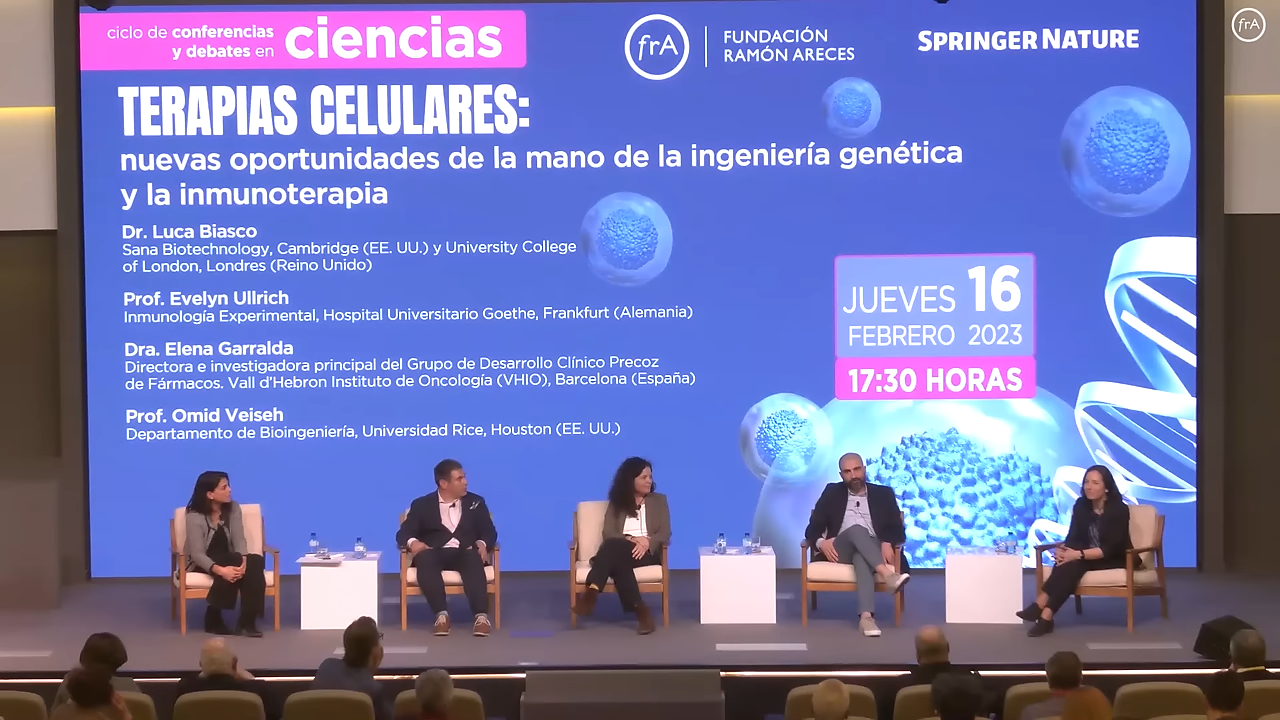 ciclo de conferencias
y debates en
ciencias
frA
FUNDACIÓN
RAMÓN ARECES
SPRINGER NATURE
frA
TERAPIAS CELULARES:
nuevas oportunidades de la mano de la ingeniería genética
y la inmunoterapia
Dr. Luca Biasco
Sana Biotechnology, Cambridge (EE. UU.) y University College
of London, Londres (Reino Unido)
Prof. Evelyn Ullrich
Inmunología Experimental, Hospital Universitario Goethe, Frankfurt (Alemania)
Dra. Elena Garralda
Directora e investigadora principal del Grupo de Desarrollo Clínico Precoz
de Fármacos. Vall d'Hebron Instituto de Oncología (VHIO), Barcelona (España)
Prof. Omid Veiseh
Departamento de Bioingeniería, Universidad Rice, Houston (EE. UU.)
JUEVES 16
FEBRERO 2023
17:30 HORAS